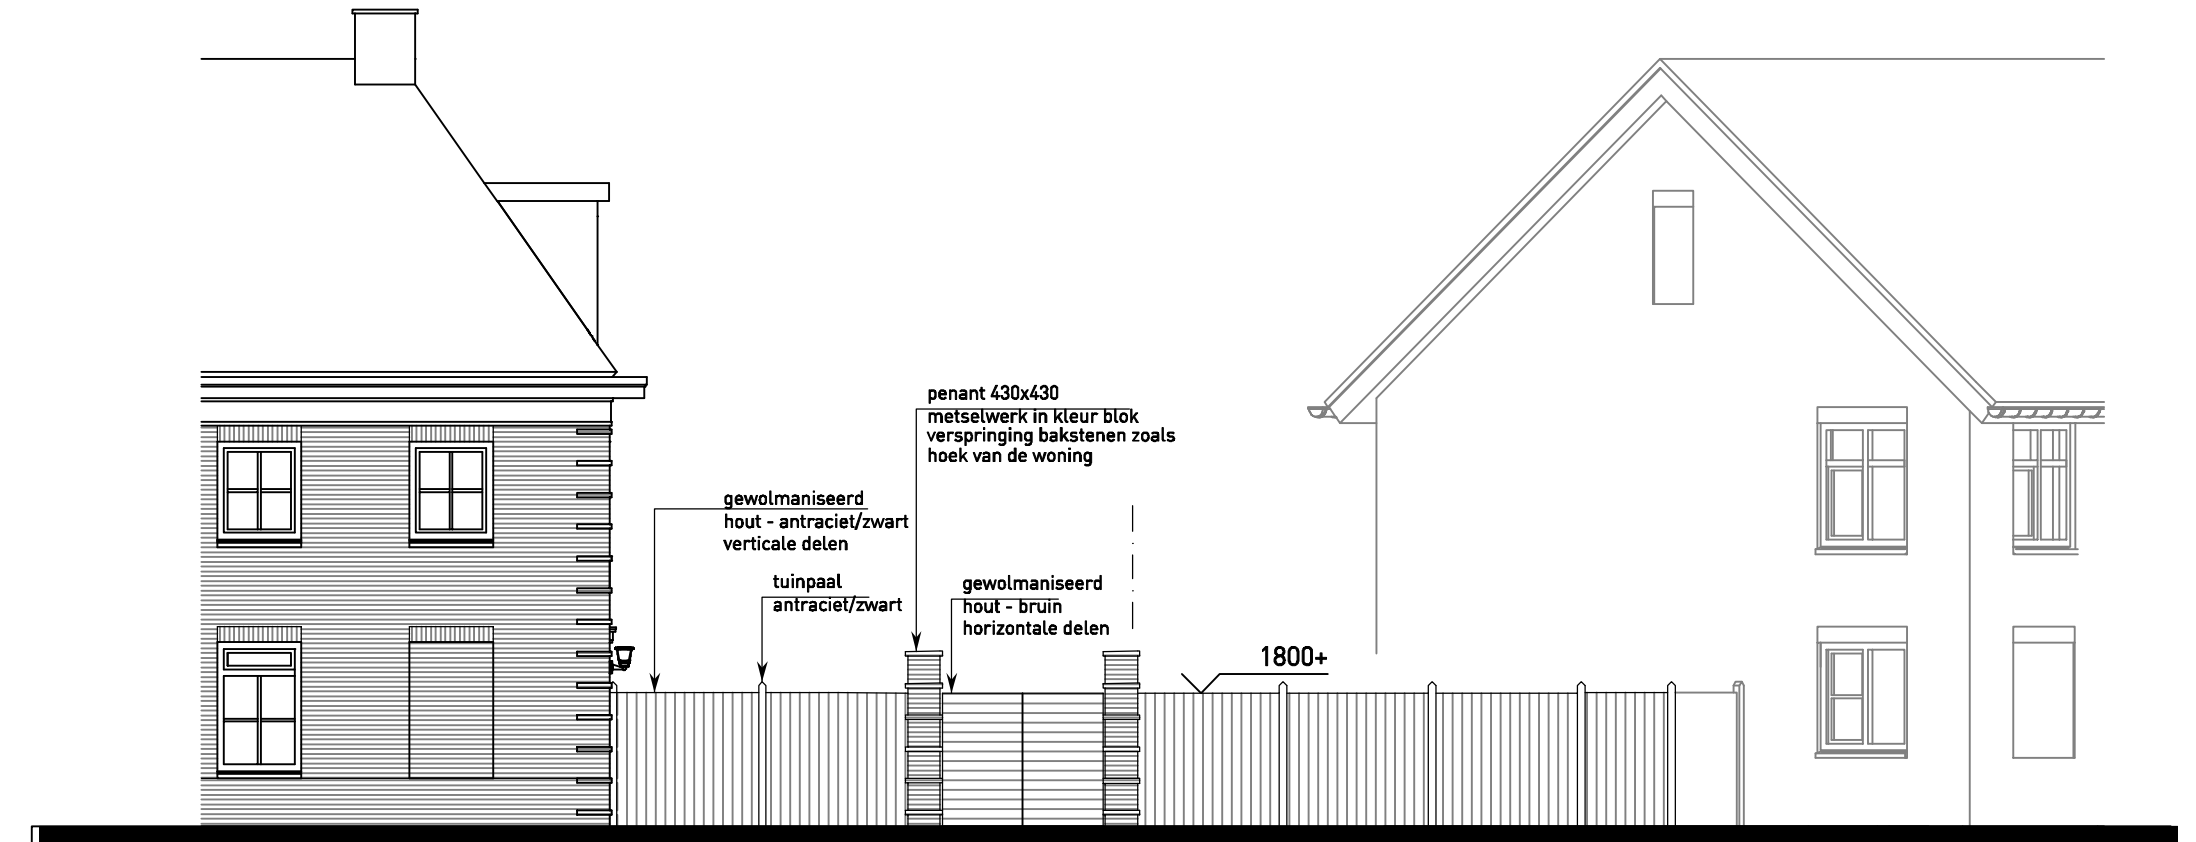 penant 430x430
metselwerk in kleur blok
verspringing bakstenen zoals
hoek van de woning
gewolmaniseerd
hout - antraciet/zwart
verticale delen
tuinpaal
antraciet/zwart
gewolmaniseerd
hout - bruin
horizontale delen
1800+